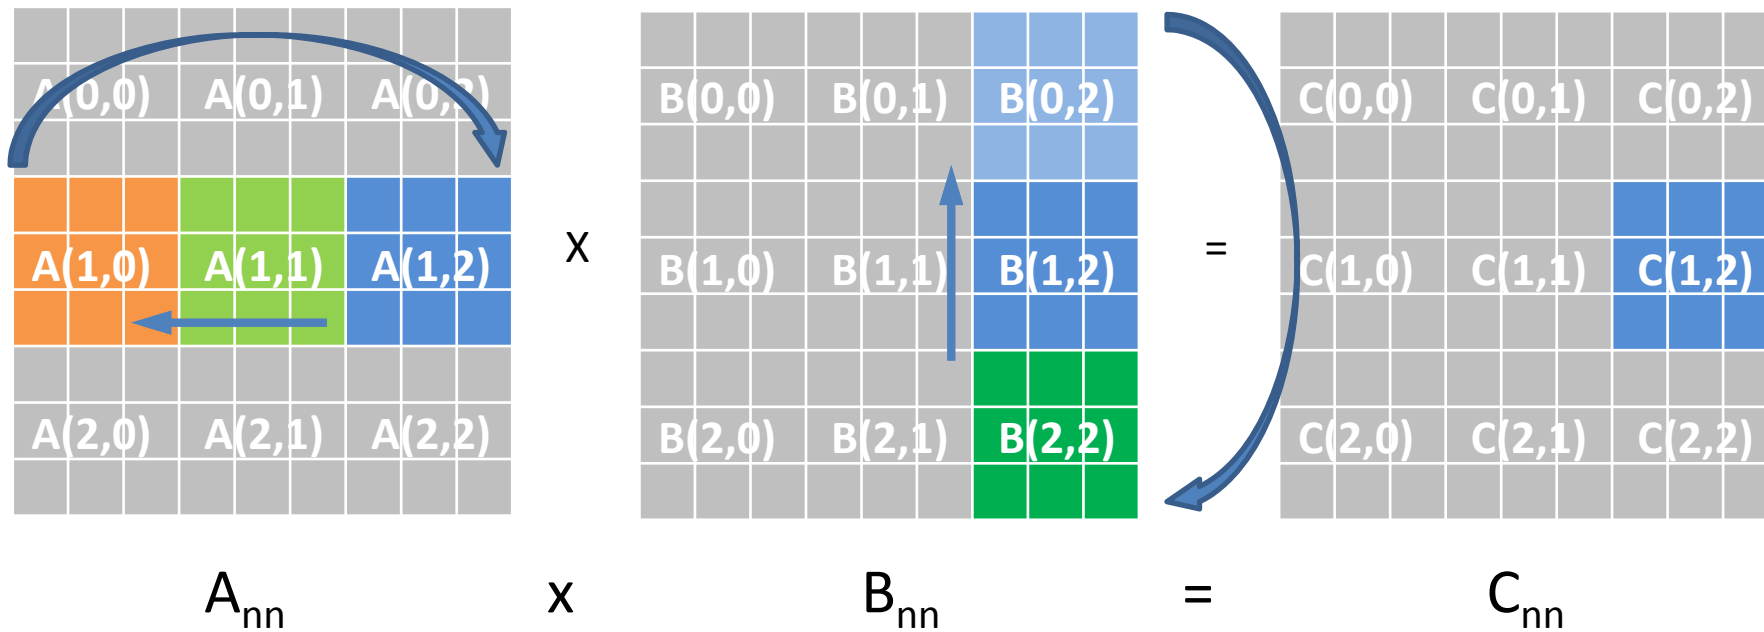 A(0,0) A(0,1) A(0,2) B(0,0) B(0,1) B(0,2) C(0,0) C(0,1) C(0,2)
A(1,0) A(1,1) A(1,2) X B(1,0) B(1,1) B(1,2) = C(1,0) C(1,1) C(1,2)
A(2,0) A(2,1) A(2,2) B(2,0) B(2,1) B(2,2) C(2,0) C(2,1) C(2,2)
Ann x Bnn = Cnn